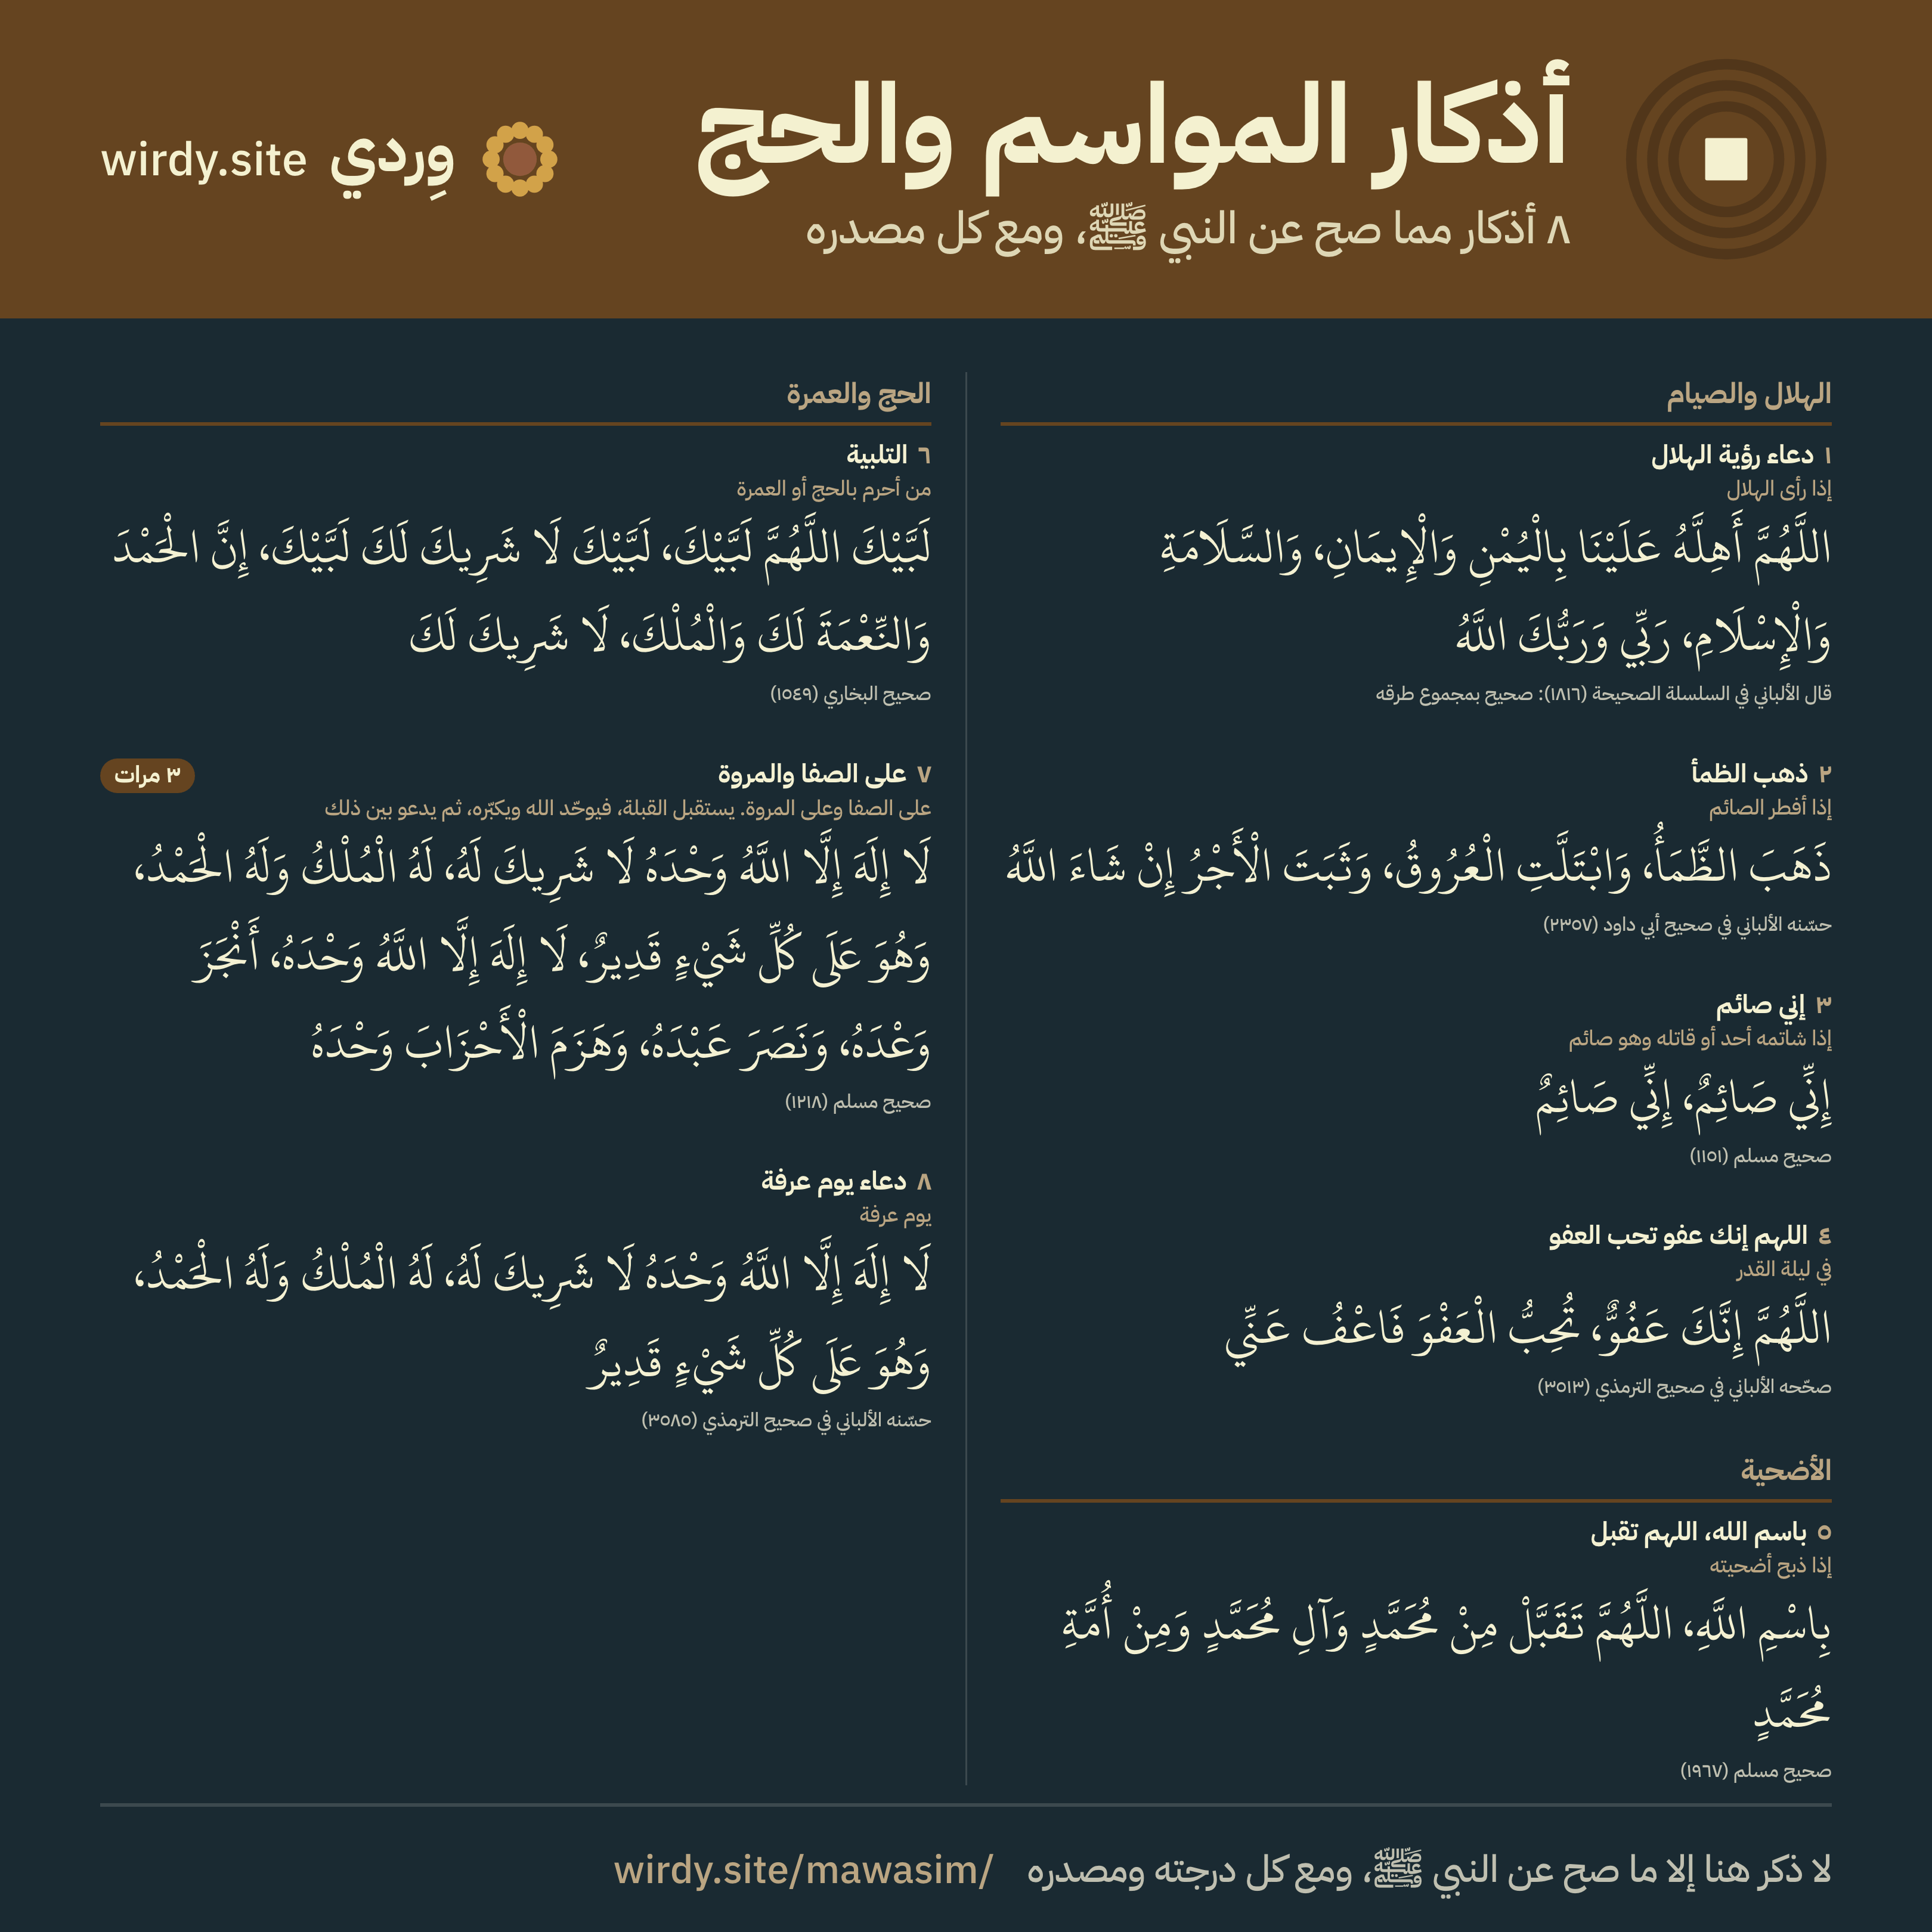 أذكار المواسم والحج
٨ أذكار مما صح عن النبي ﷺ، ومع كل مصدره
وِردي wirdy.site
الهلال والصيام
١ دعاء رؤية الهلال
إذا رأى الهلال
اللَّهُمَّ أَهِلَّهُ عَلَيْنَا بِالْيُمْنِ وَالْإِيمَانِ، وَالسَّلَامَةِ
وَالْإِسْلَامِ، رَبِّي وَرَبُّكَ اللَّهُ
قال الألباني في السلسلة الصحيحة (١٨١٦): صحيح بمجموع طرقه
٢ ذهب الظمأ
إذا أفطر الصائم
ذَهَبَ الظَّمَأُ، وَابْتَلَّتِ الْعُرُوقُ، وَثَبَتَ الْأَجْرُ إِنْ شَاءَ اللَّهُ
حسّنه الألباني في صحيح أبي داود (٢٣٥٧)
٣ إني صائم
إذا شاتمه أحد أو قاتله وهو صائم
إِنِّي صَائِمٌ، إِنِّي صَائِمٌ
صحيح مسلم (١١٥١)
٤ اللهم إنك عفو تحب العفو
في ليلة القدر
اللَّهُمَّ إِنَّكَ عَفُوٌّ، تُحِبُّ الْعَفْوَ فَاعْفُ عَنِّي
صحّحه الألباني في صحيح الترمذي (٣٥١٣)
الأضحية
٥ باسم الله، اللهم تقبل
إذا ذبح أضحيته
بِاسْمِ اللَّهِ، اللَّهُمَّ تَقَبَّلْ مِنْ مُحَمَّدٍ وَآلِ مُحَمَّدٍ وَمِنْ أُمَّةِ
مُحَمَّدٍ
صحيح مسلم (١٩٦٧)
الحج والعمرة
٦ التلبية
من أحرم بالحج أو العمرة
لَبَّيْكَ اللَّهُمَّ لَبَّيْكَ، لَبَّيْكَ لَا شَرِيكَ لَكَ لَبَّيْكَ، إِنَّ الْحَمْدَ
وَالنِّعْمَةَ لَكَ وَالْمُلْكَ، لَا شَرِيكَ لَكَ
صحيح البخاري (١٥٤٩)
٧ على الصفا والمروة
٣ مرات
على الصفا وعلى المروة. يستقبل القبلة، فيوحّد الله ويكبّره، ثم يدعو بين ذلك
لَا إِلَهَ إِلَّا اللَّهُ وَحْدَهُ لَا شَرِيكَ لَهُ، لَهُ الْمُلْكُ وَلَهُ الْحَمْدُ،
وَهُوَ عَلَى كُلِّ شَيْءٍ قَدِيرٌ، لَا إِلَهَ إِلَّا اللَّهُ وَحْدَهُ، أَنْجَزَ
وَعْدَهُ، وَنَصَرَ عَبْدَهُ، وَهَزَمَ الْأَحْزَابَ وَحْدَهُ
صحيح مسلم (١٢١٨)
٨ دعاء يوم عرفة
يوم عرفة
لَا إِلَهَ إِلَّا اللَّهُ وَحْدَهُ لَا شَرِيكَ لَهُ، لَهُ الْمُلْكُ وَلَهُ الْحَمْدُ،
وَهُوَ عَلَى كُلِّ شَيْءٍ قَدِيرٌ
حسّنه الألباني في صحيح الترمذي (٣٥٨٥)
لا ذكر هنا إلا ما صح عن النبي ﷺ، ومع كل درجته ومصدره wirdy.site/mawasim/